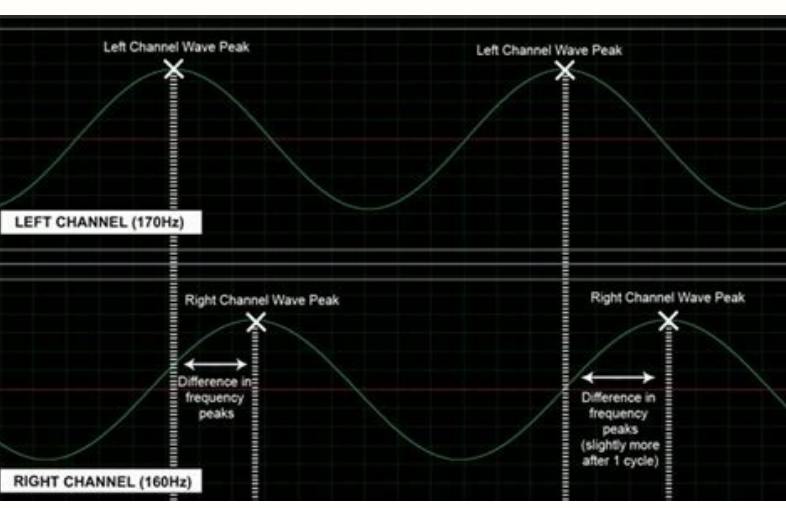 Left Channel Wave Peak
Left Channel Wave Peak
LEFT CHANNEL (170Hz)
Right Channel Wave Peak
Right Channel Wave Peak
Difference in
frequency
peaks
Difference in
frequency
peaks
(slightly more
after 1 cycle)
RIGHT CHANNEL (160Hz)